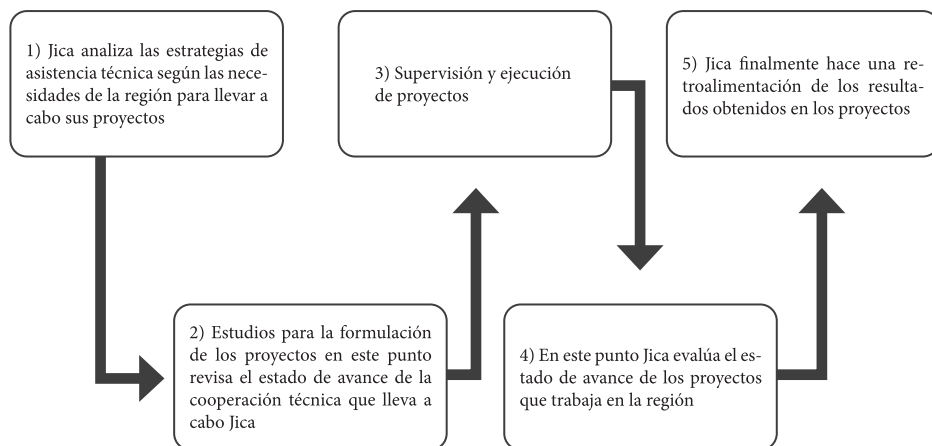 1) Jica analiza las estrategias de
asistencia técnica según las nece-
sidades de la región para llevar a
cabo sus proyectos
2) Estudios para la formulación
de los proyectos en este punto
revisa el estado de avance de la
cooperación técnica que lleva a
cabo Jica
3) Supervisión y ejecución
de proyectos
4) En este punto Jica evalúa el es-
tado de avance de los proyectos
que trabaja en la región
5) Jica finalmente hace una re-
troalimentación de los resulta-
dos obtenidos en los proyectos